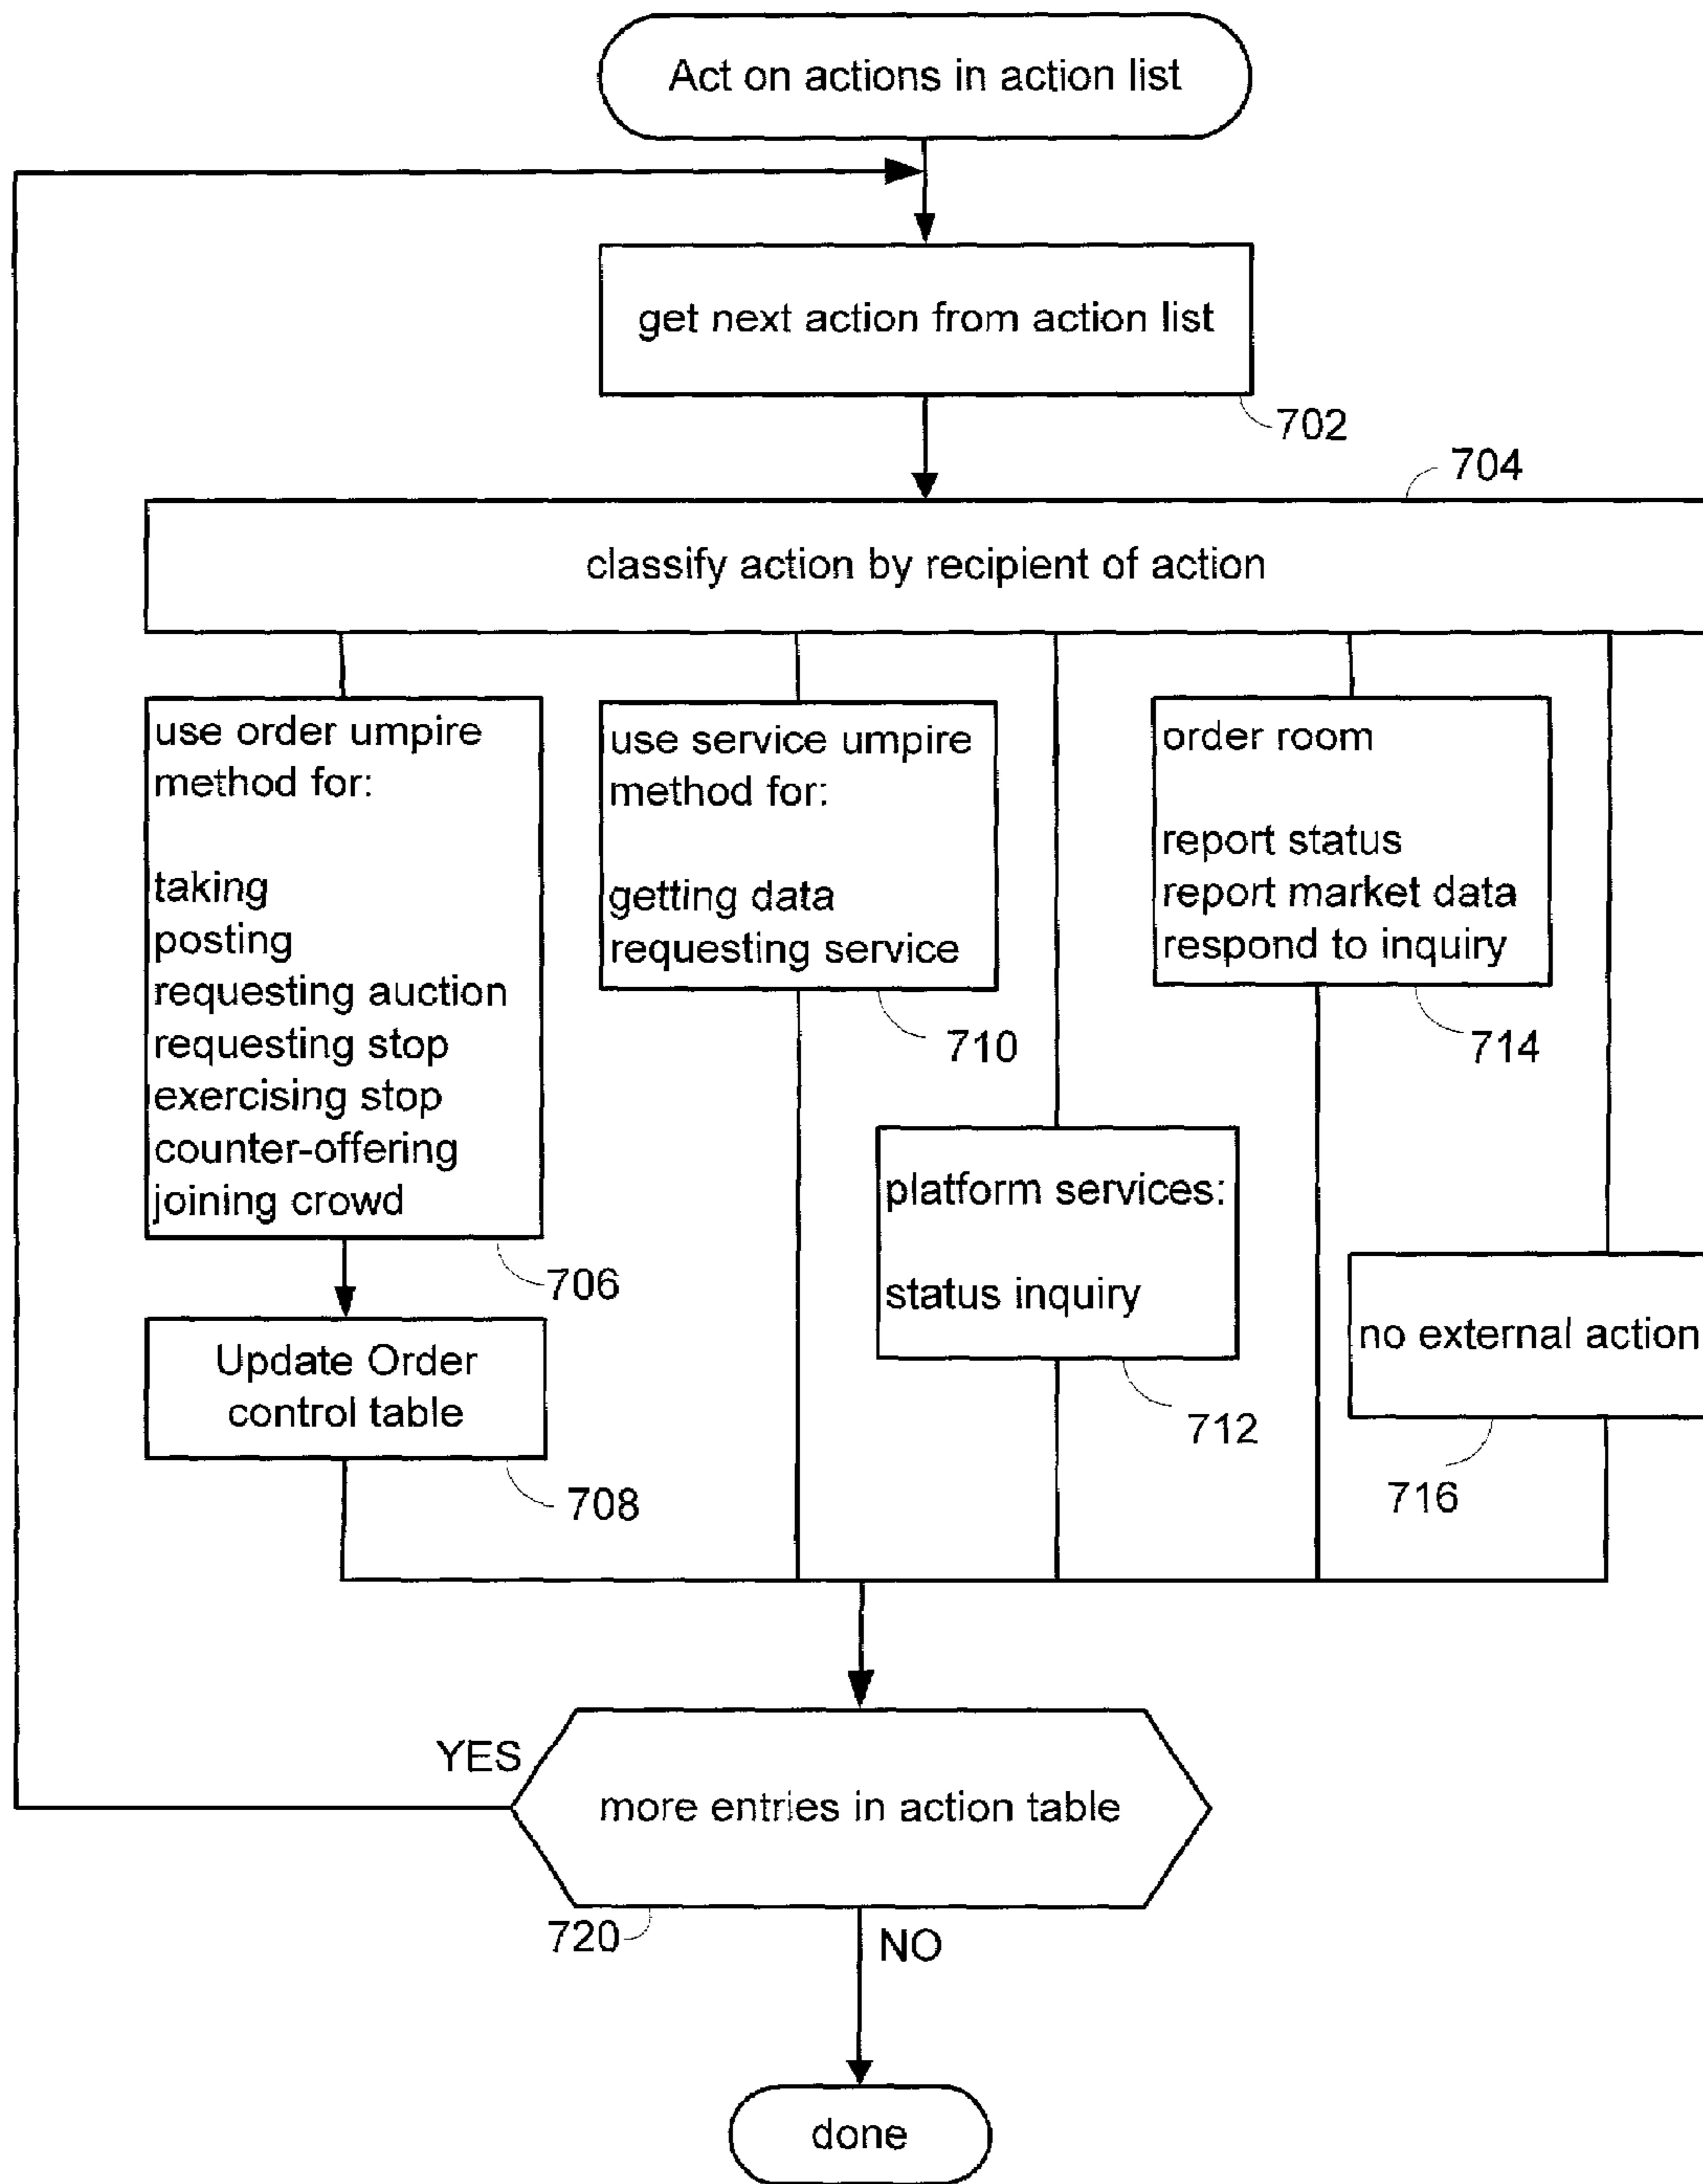 Act on actions in action list
get next action from action list
702
704
classify action by recipient of action
use order umpire
method for:
taking
posting
requesting auction
requesting stop
exercising stop
counter-offering
joining crowd
706
Update Order
control table
708
use service umpire
method for:
getting data
requesting service
710
platform services:
status inquiry
712
order room
report status
report market data
respond to inquiry
714
no external action
716
YES
more entries in action table
720
NO
done